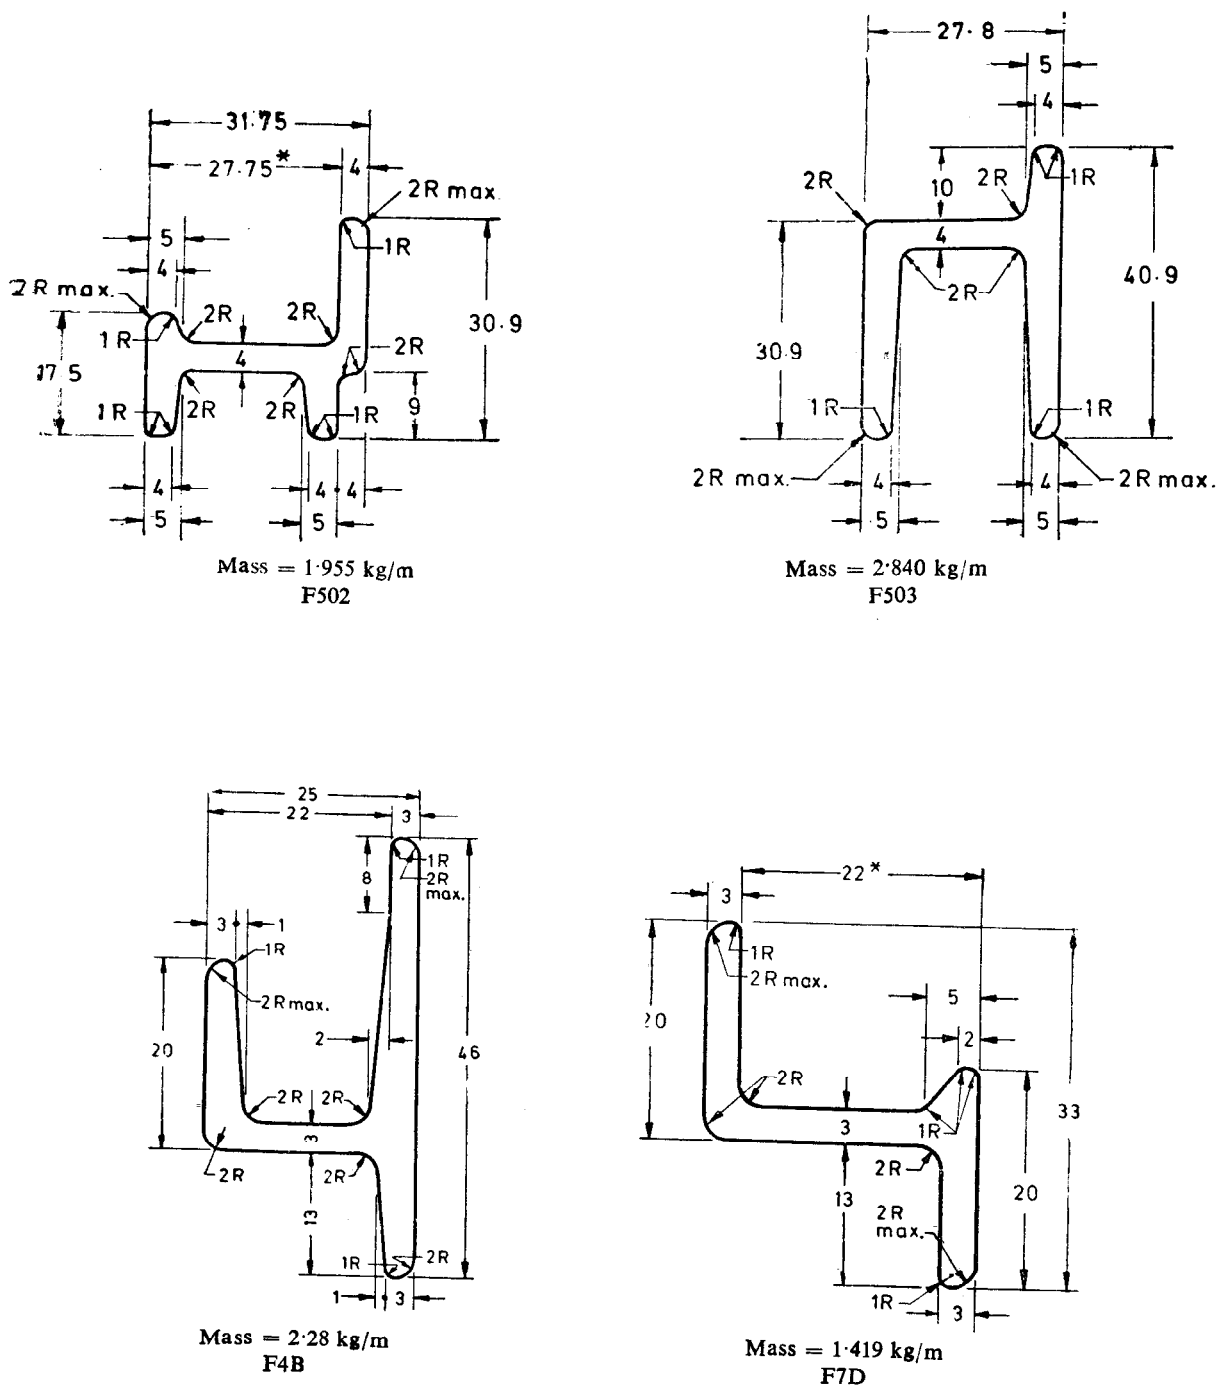 31·75
27.75*
4
2R max.
5
4
1R
2R max.
2R
2R
30·9
1R
4
2R
17.5
1R
2R
2R
1R
9
4
4
4
5
5
Mass = 1·955 kg/m
F502
27·8
5
4
2R
10
2R
1R
4
40·9
2R
30·9
1R
1R
2R max.
4
4
2R max.
5
5
Mass = 2·840 kg/m
F503
25
22
3
8
1R
2R
max.
3
1
1R
2R max.
20
2
46
2R
2R
3
2R
2R
13
1R
2R
1
3
Mass = 2·28 kg/m
F4B
22*
3
1R
2R max.
5
20
2
2R
33
3
1R
2R
13
20
2R
max.
1R
3
Mass = 1·419 kg/m
F7D